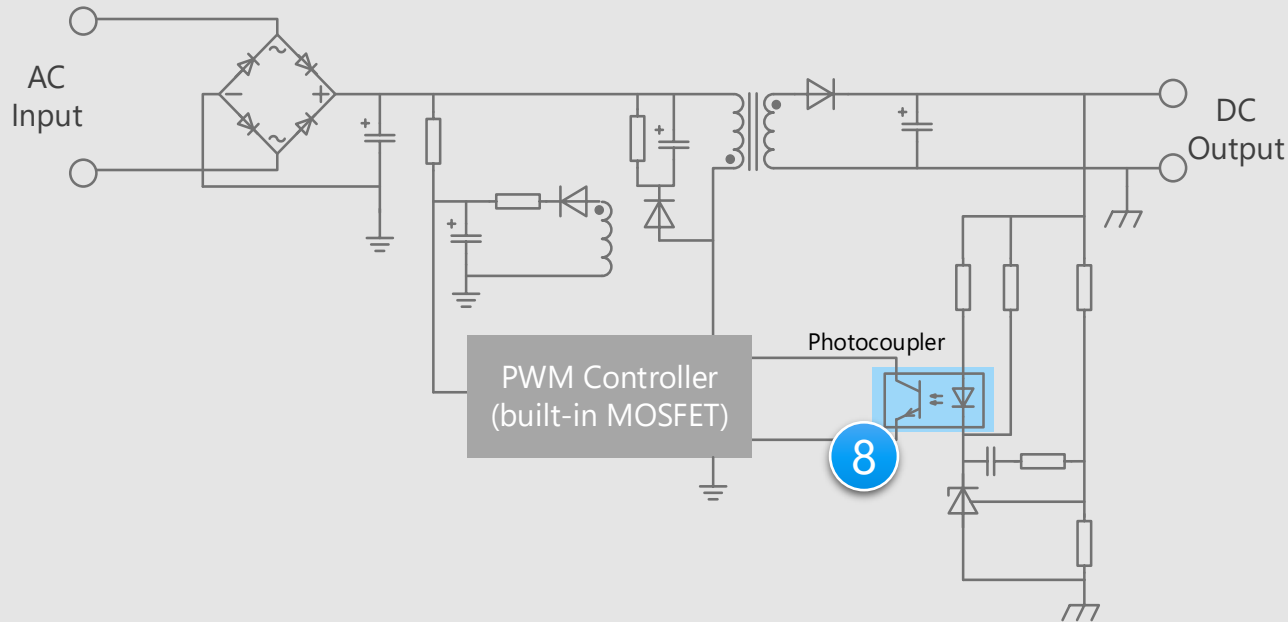 AC
Input
DC
Output
Photocoupler
PWM Controller
(built-in MOSFET)
8